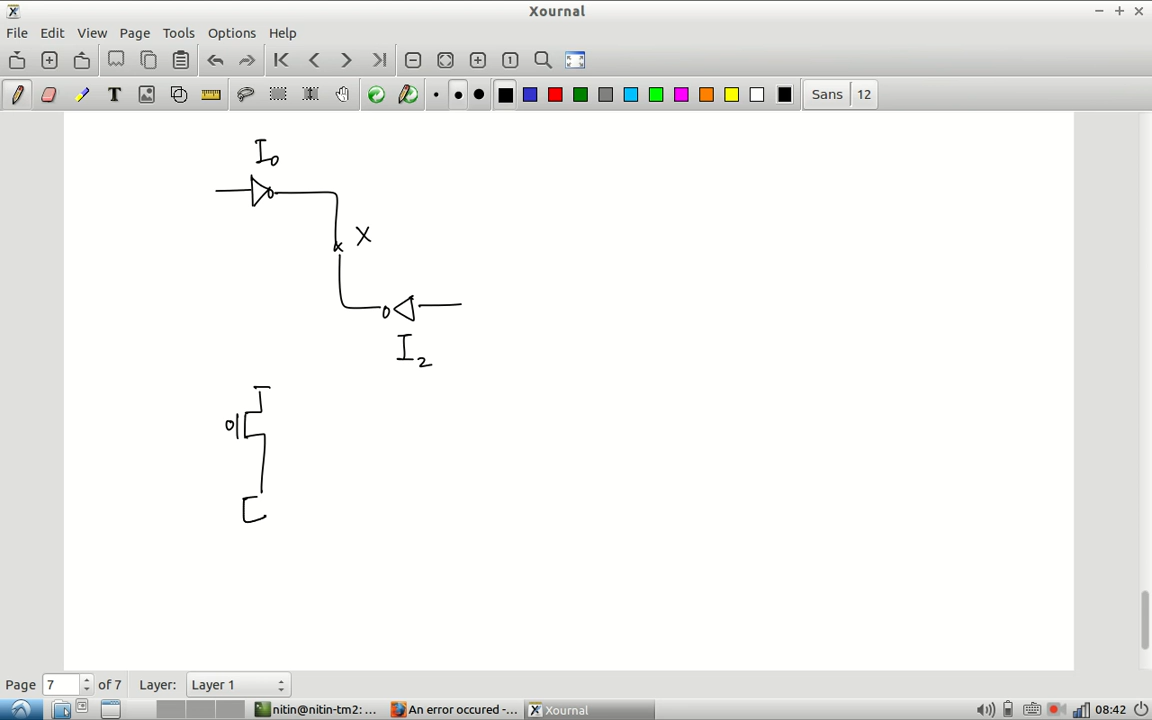 Xournal
File Edit View Page Tools Options Help
Sans 12
I0
X
I2
Page 7 of 7 Layer: Layer 1
nitin@nitin-tm2: ... An error occured -... Xournal 08:42